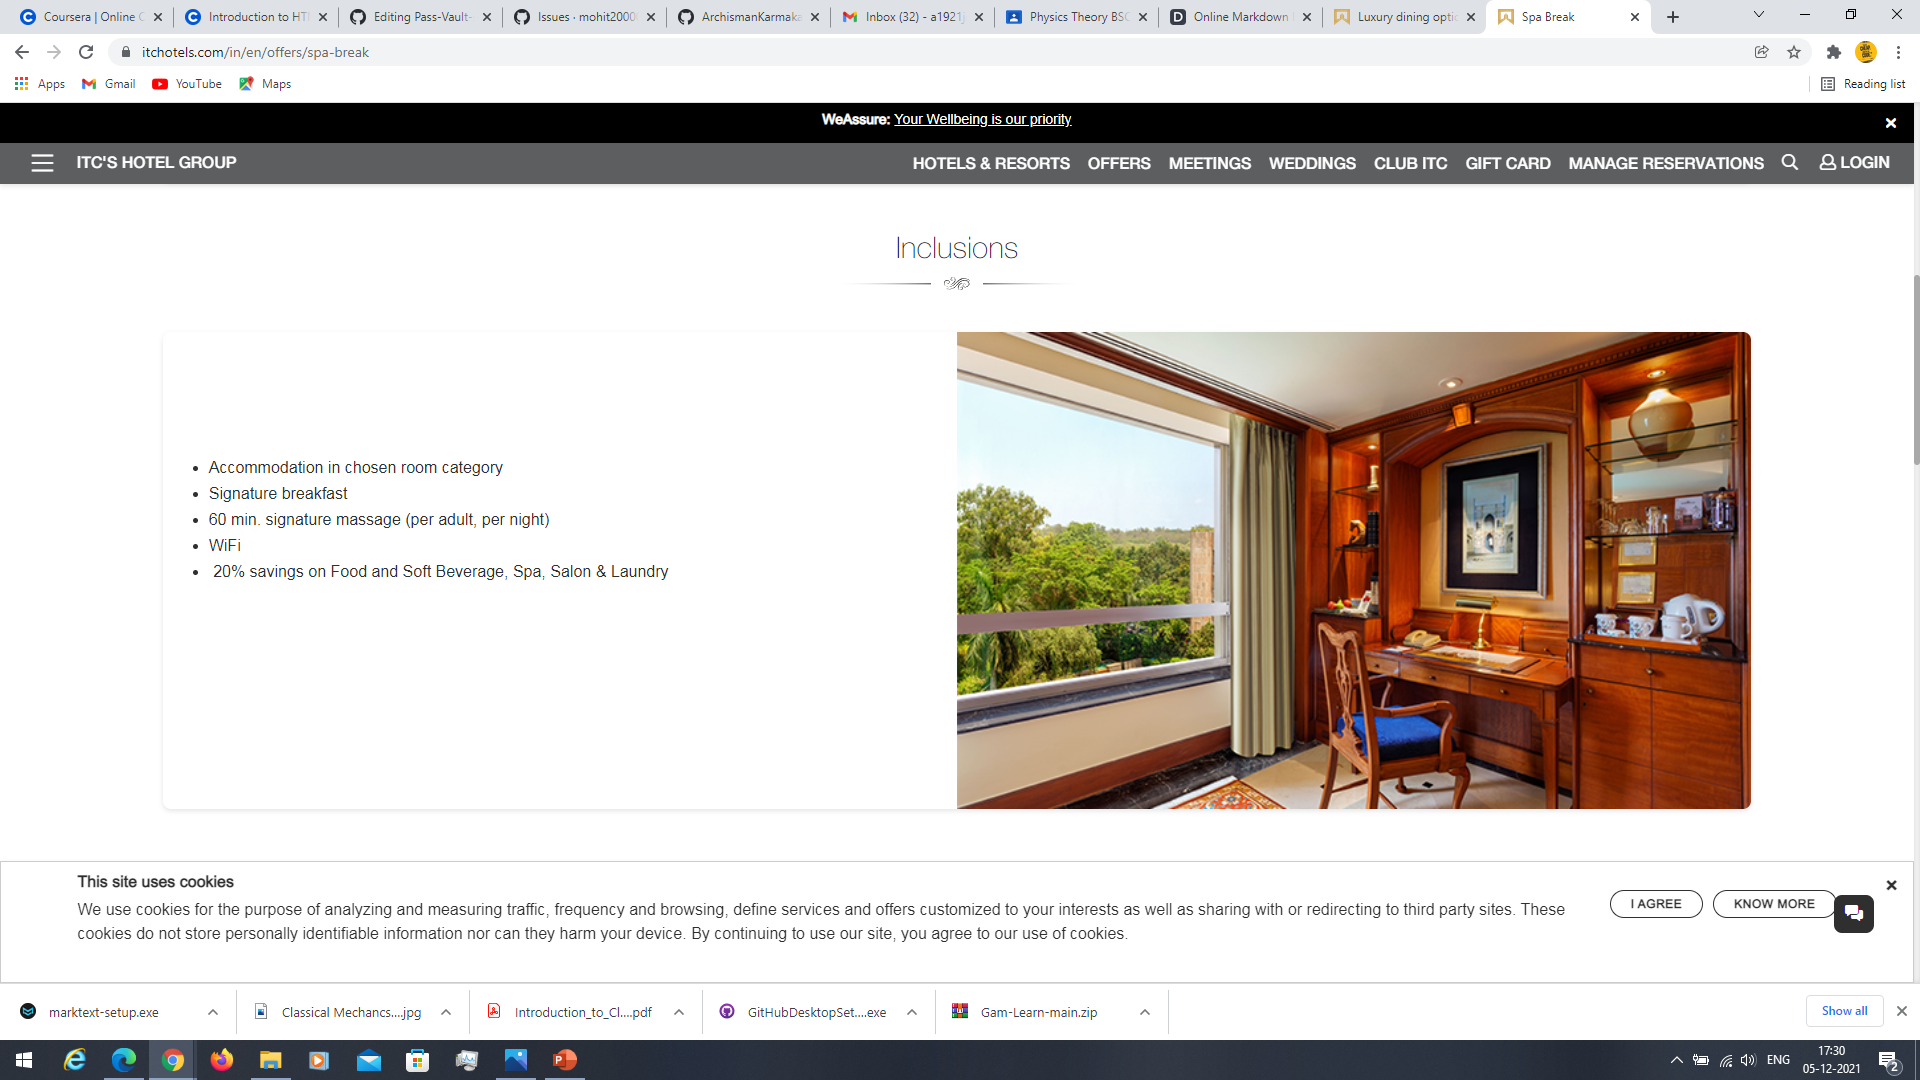 Coursera | Online C
Introduction to HT
Editing Pass-Vault-
Issues · mohit2000
ArchismanKarmaka
Inbox (32) - a1921
Physics Theory BSC
Online Markdown
Luxury dining optio
Spa Break
itchotels.com/in/en/offers/spa-break
Apps
Gmail
YouTube
Maps
Reading list
WeAssure: Your Wellbeing is our priority
ITC'S HOTEL GROUP
HOTELS & RESORTS
OFFERS
MEETINGS
WEDDINGS
CLUB ITC
GIFT CARD
MANAGE RESERVATIONS
LOGIN
Inclusions
Accommodation in chosen room category
Signature breakfast
60 min. signature massage (per adult, per night)
WiFi
20% savings on Food and Soft Beverage, Spa, Salon & Laundry
This site uses cookies
We use cookies for the purpose of analyzing and measuring traffic, frequency and browsing, define services and offers customized to your interests as well as sharing with or redirecting to third party sites. These
cookies do not store personally identifiable information nor can they harm your device. By continuing to use our site, you agree to our use of cookies.
I AGREE
KNOW MORE
marktext-setup.exe
Classical Mechancs....jpg
Introduction_to_Cl....pdf
GitHubDesktopSet....exe
Gam-Learn-main.zip
Show all
ENG
17:30
05-12-2021
2